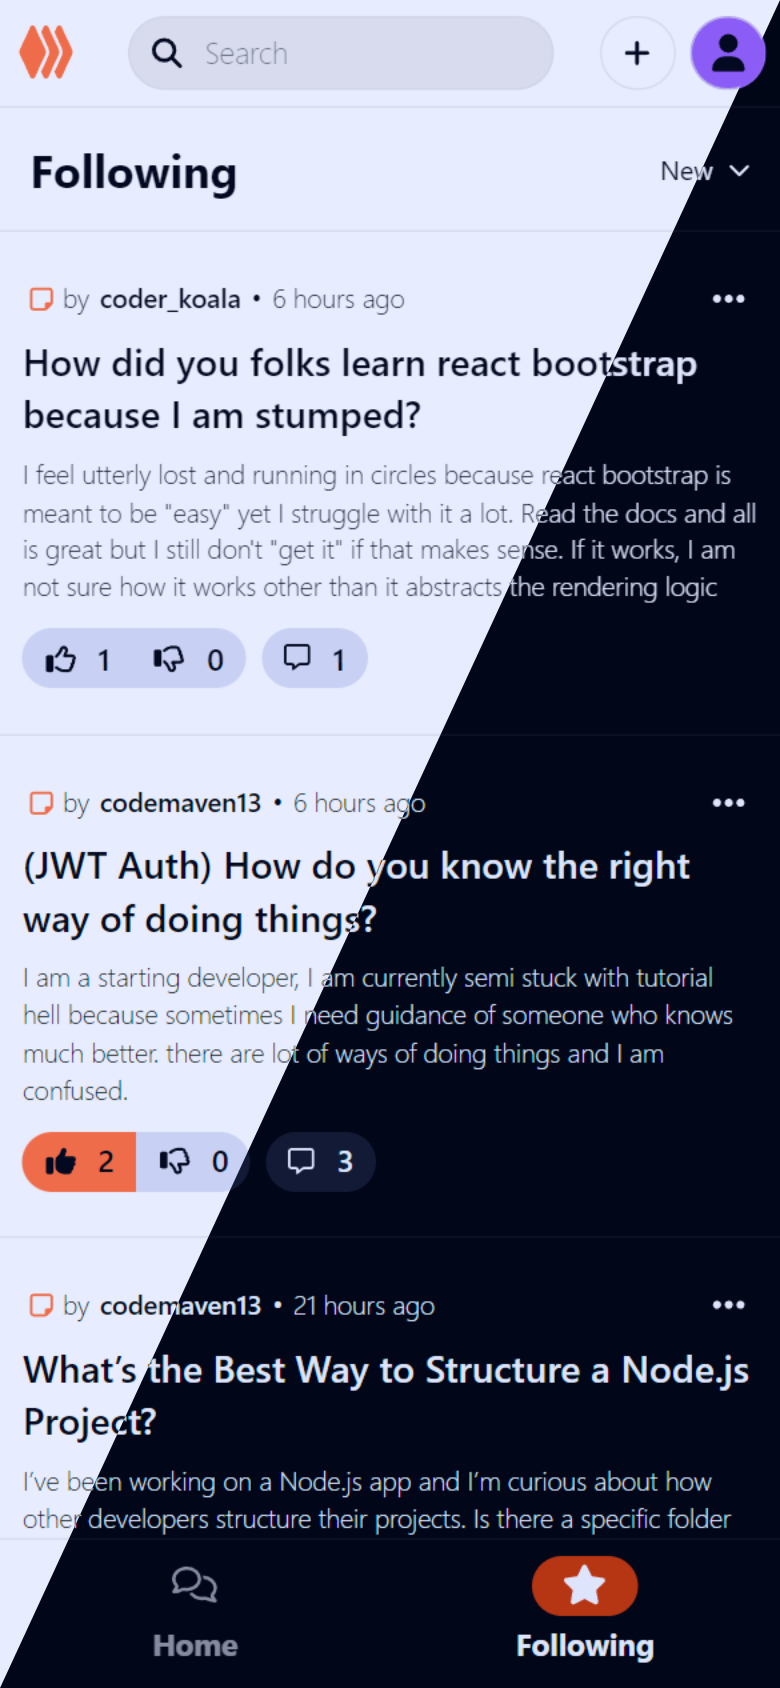 Search
Following
New
by coder_koala • 6 hours ago
How did you folks learn react bootstrap
because I am stumped?
I feel utterly lost and running in circles because react bootstrap is
meant to be "easy" yet I struggle with it a lot. Read the docs and all
is great but I still don't "get it" if that makes sense. If it works, I am
not sure how it works other than it abstracts the rendering logic
1 0 1
by codemaven13 • 6 hours ago
(JWT Auth) How do you know the right
way of doing things?
I am a starting developer, I am currently semi stuck with tutorial
hell because sometimes I need guidance of someone who knows
much better. there are lot of ways of doing things and I am
confused.
2 0 3
by codemaven13 • 21 hours ago
What’s the Best Way to Structure a Node.js
Project?
I’ve been working on a Node.js app and I’m curious about how
other developers structure their projects. Is there a specific folder
Home Following